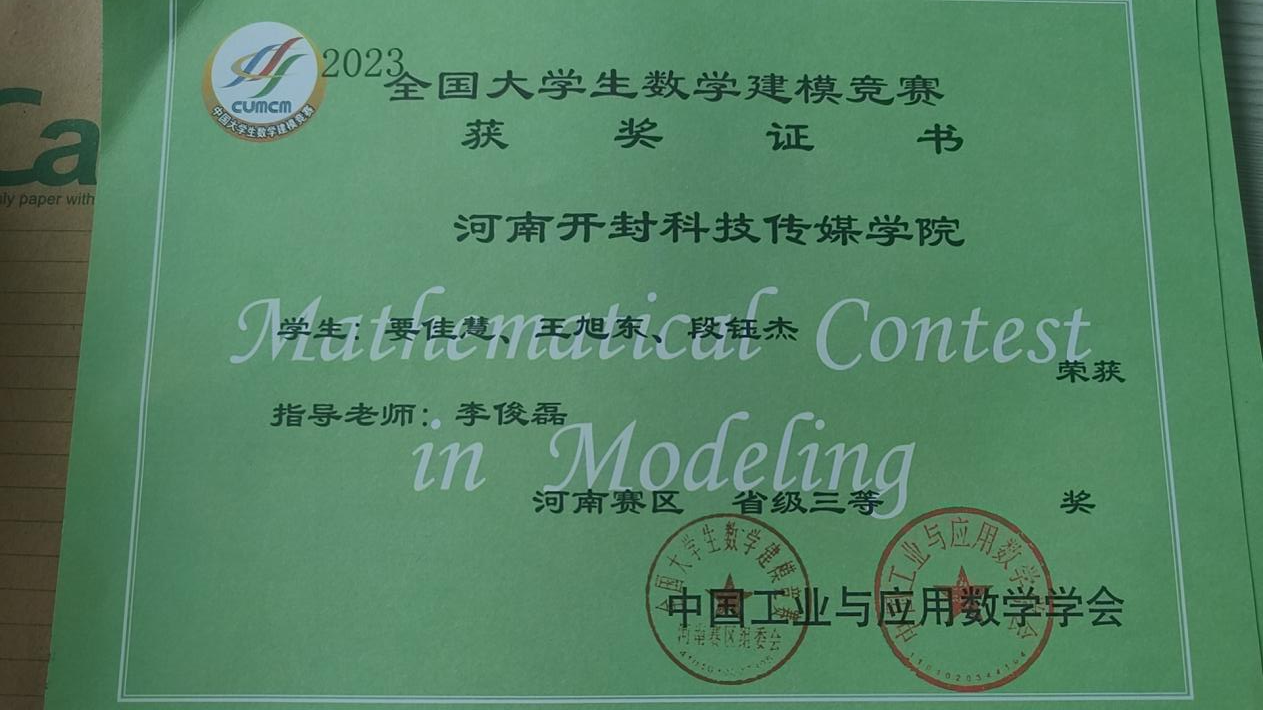 2023
全国大学生数学建模竞赛
CUMCM
中国大学生数学建模竞赛
获奖证书
Ca
ly paper with
河南开封科技传媒学院
Mathematical Contest
学生：要佳慧、王旭东、段钰杰
荣获
指导老师：李俊磊
in Modeling
河南赛区 省级三等 奖
全国大学生数学建模竞赛
河南赛区组委会
中国工业与应用数学学会
中国工业与应用数学学会
1101020344104